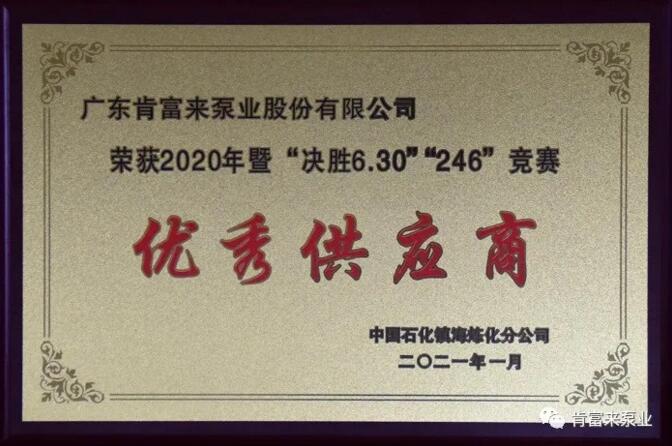 广东肯富来泵业股份有限公司
荣获2020年暨“决胜6.30”“246”竞赛
优秀供应商
中国石化镇海炼化分公司
二〇二一年一月
肯富来泵业